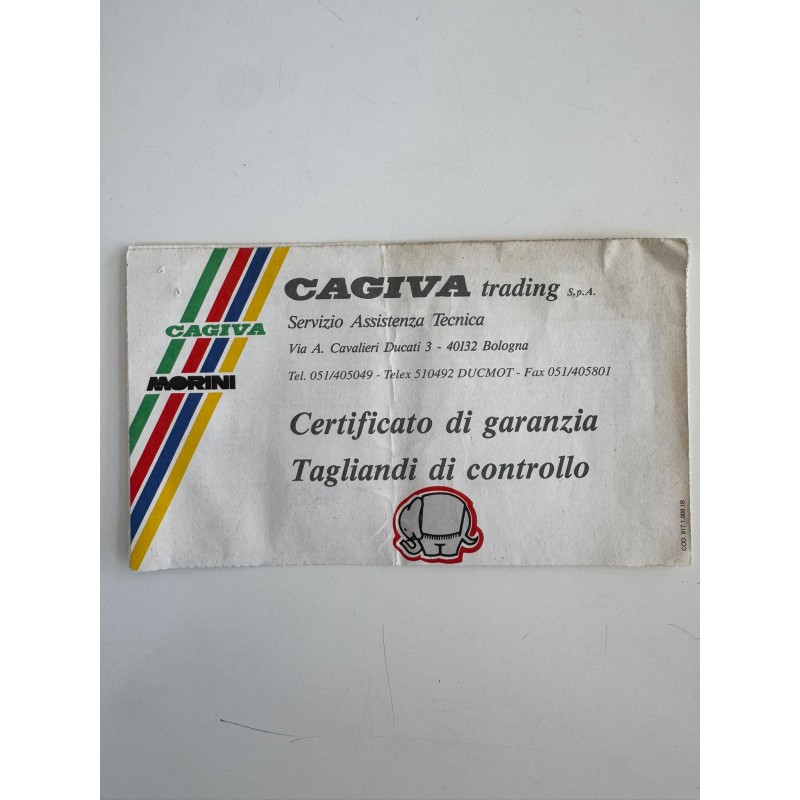 CAGIVA trading S.p.A.
Servizio Assistenza Tecnica
Via A. Cavalieri Ducati 3 - 40132 Bologna
Tel. 051/405049 - Telex 510492 DUCMOT - Fax 051/405801
CAGIVA
MORINI
Certificato di garanzia
Tagliandi di controllo